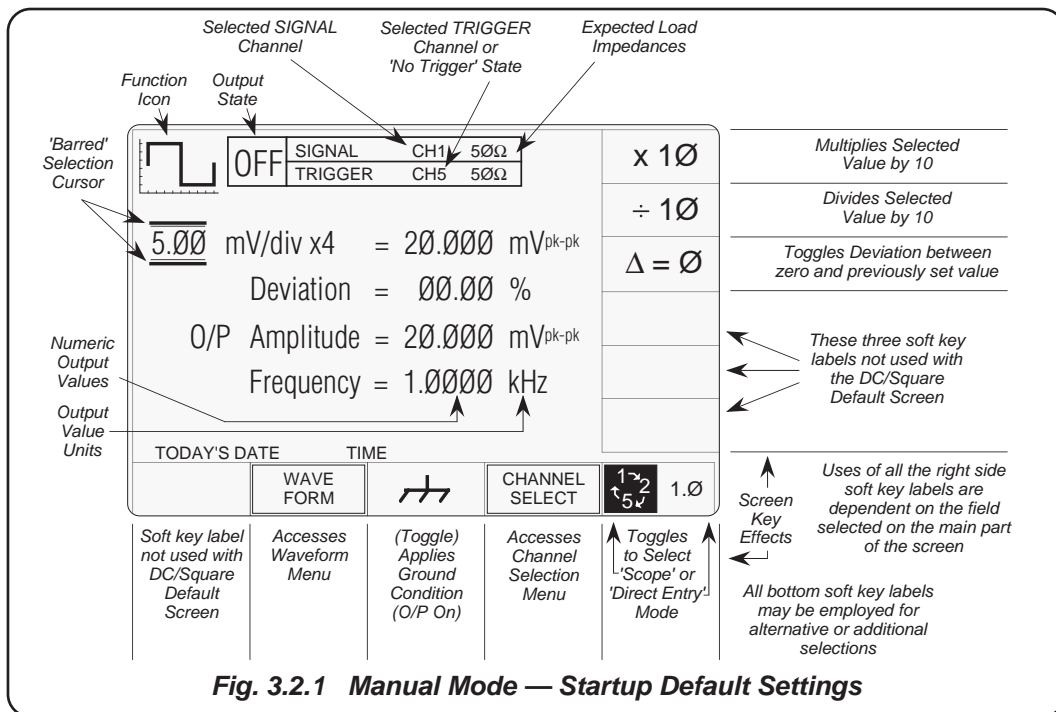 Selected SIGNAL
Channel
Selected TRIGGER
Channel or
'No Trigger' State
Expected Load
Impedances
Function
Icon
Output
State
'Barred'
Selection
Cursor
OFF
SIGNAL CH1 5ØΩ
TRIGGER CH5 5ØΩ
5.ØØ mV/div x4 = 2Ø.ØØØ mVpk-pk
Deviation = ØØ.ØØ %
O/P Amplitude = 2Ø.ØØØ mVpk-pk
Frequency = 1.ØØØØ kHz
Numeric
Output
Values
Output
Value
Units
TODAY'S DATE TIME
x 1Ø
÷ 1Ø
Δ = Ø
Multiplies Selected
Value by 10
Divides Selected
Value by 10
Toggles Deviation between
zero and previously set value
These three soft key
labels not used with
the DC/Square
Default Screen
WAVE
FORM
CHANNEL
SELECT
1 2
5
1.Ø
Screen
Key
Effects
Uses of all the right side
soft key labels are
dependent on the field
selected on the main part
of the screen
Soft key label
not used with
DC/Square
Default
Screen
Accesses
Waveform
Menu
(Toggle)
Applies
Ground
Condition
(O/P On)
Accesses
Channel
Selection
Menu
Toggles
to Select
'Scope' or
'Direct Entry'
Mode
All bottom soft key labels
may be employed for
alternative or additional
selections
Fig. 3.2.1 Manual Mode — Startup Default Settings